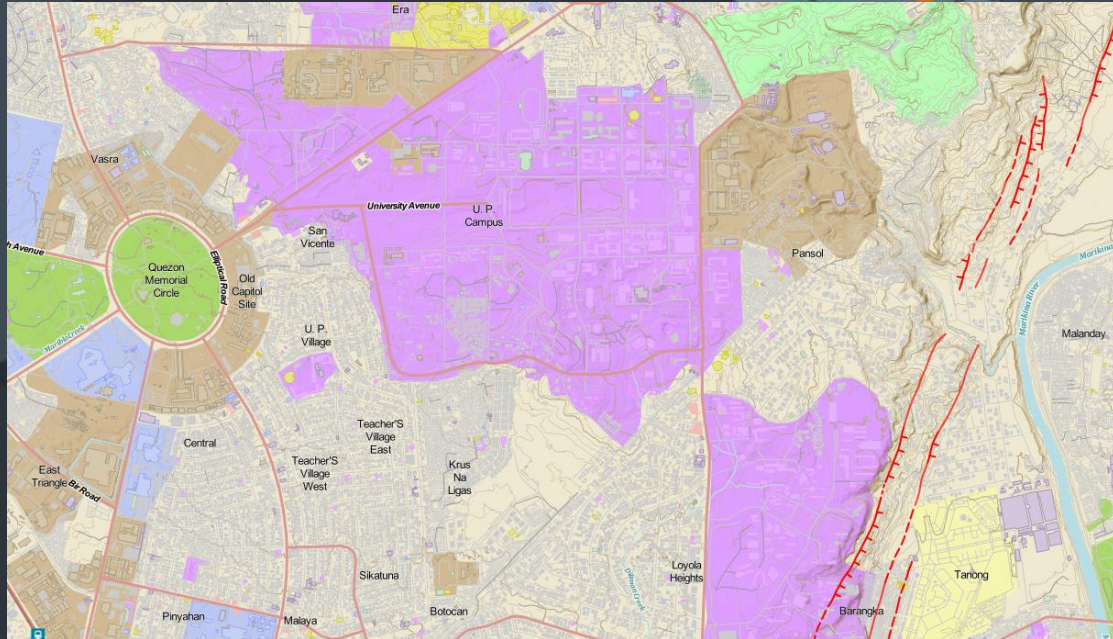 Era
Vasra
University Avenue
U. P.
Campus
San
Vicente
h Avenue
Quezon
Memorial
Circle
Elliptical Road
Old
Capitol
Site
Pansol
Marikina
Marikina River
Malanday
U. P.
Village
Central
Teacher'S
Village
East
Teacher'S
Village
West
Krus
Na
Ligas
East
Triangle
Bir Road
Loyola
Heights
Sikatuna
Botocan
Tanong
Barangka
Pinyahan
Malaya